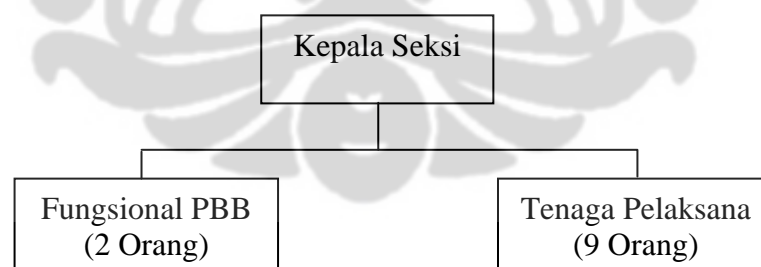 Kepala Seksi
Fungsional PBB
(2 Orang)
Tenaga Pelaksana
(9 Orang)